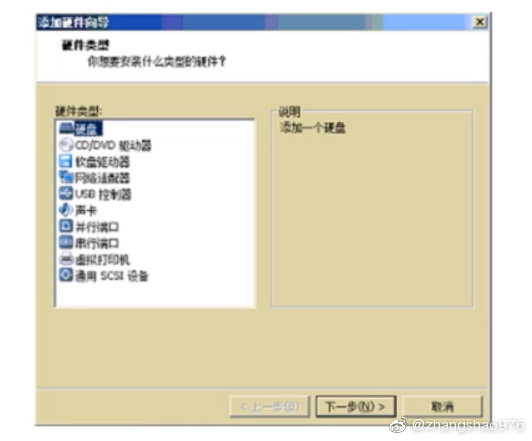 添加硬件向导
硬件类型
你想要安装什么类型的硬件?
硬件类型:
硬盘
CD/DVD 驱动器
软盘驱动器
网络适配器
USB 控制器
声卡
并行端口
串行端口
虚拟打印机
通用 SCSI 设备
说明
添加一个硬盘
< 上一步(B)
下一步(N) >
取消
@zhangshao976